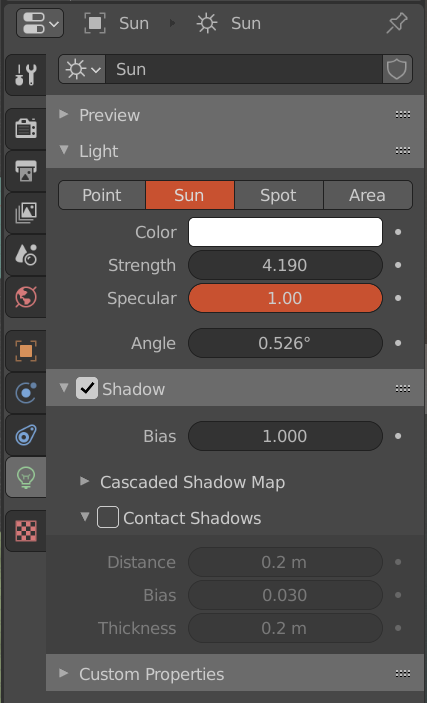 Sun Sun
Sun
Preview
Light
Point Sun Spot Area
Color
Strength 4.190
Specular 1.00
Angle 0.526°
Shadow
Bias 1.000
Cascaded Shadow Map
Contact Shadows
Distance 0.2 m
Bias 0.030
Thickness 0.2 m
Custom Properties